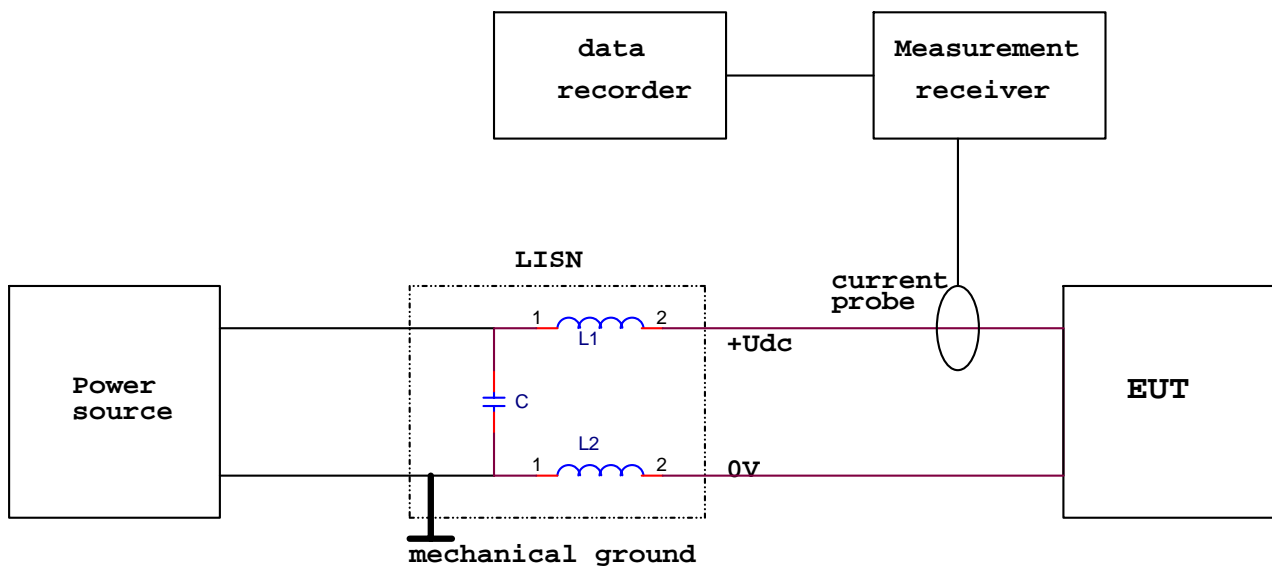 data
recorder
Measurement
receiver
LISN
current
probe
1
2
L1
+Udc
Power
source
C
EUT
L2
1
2
0V
mechanical ground